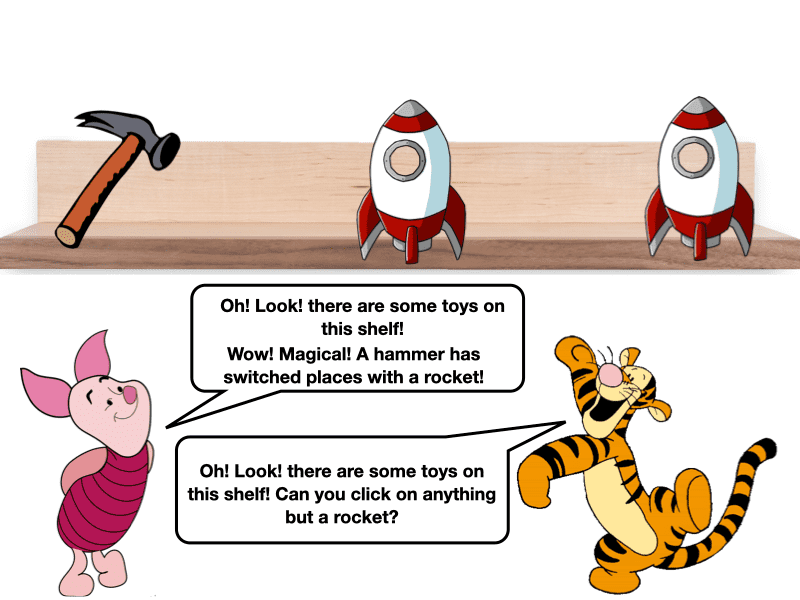 Oh! Look! there are some toys on
this shelf!
Wow! Magical! A hammer has
switched places with a rocket!
Oh! Look! there are some toys on
this shelf! Can you click on anything
but a rocket?